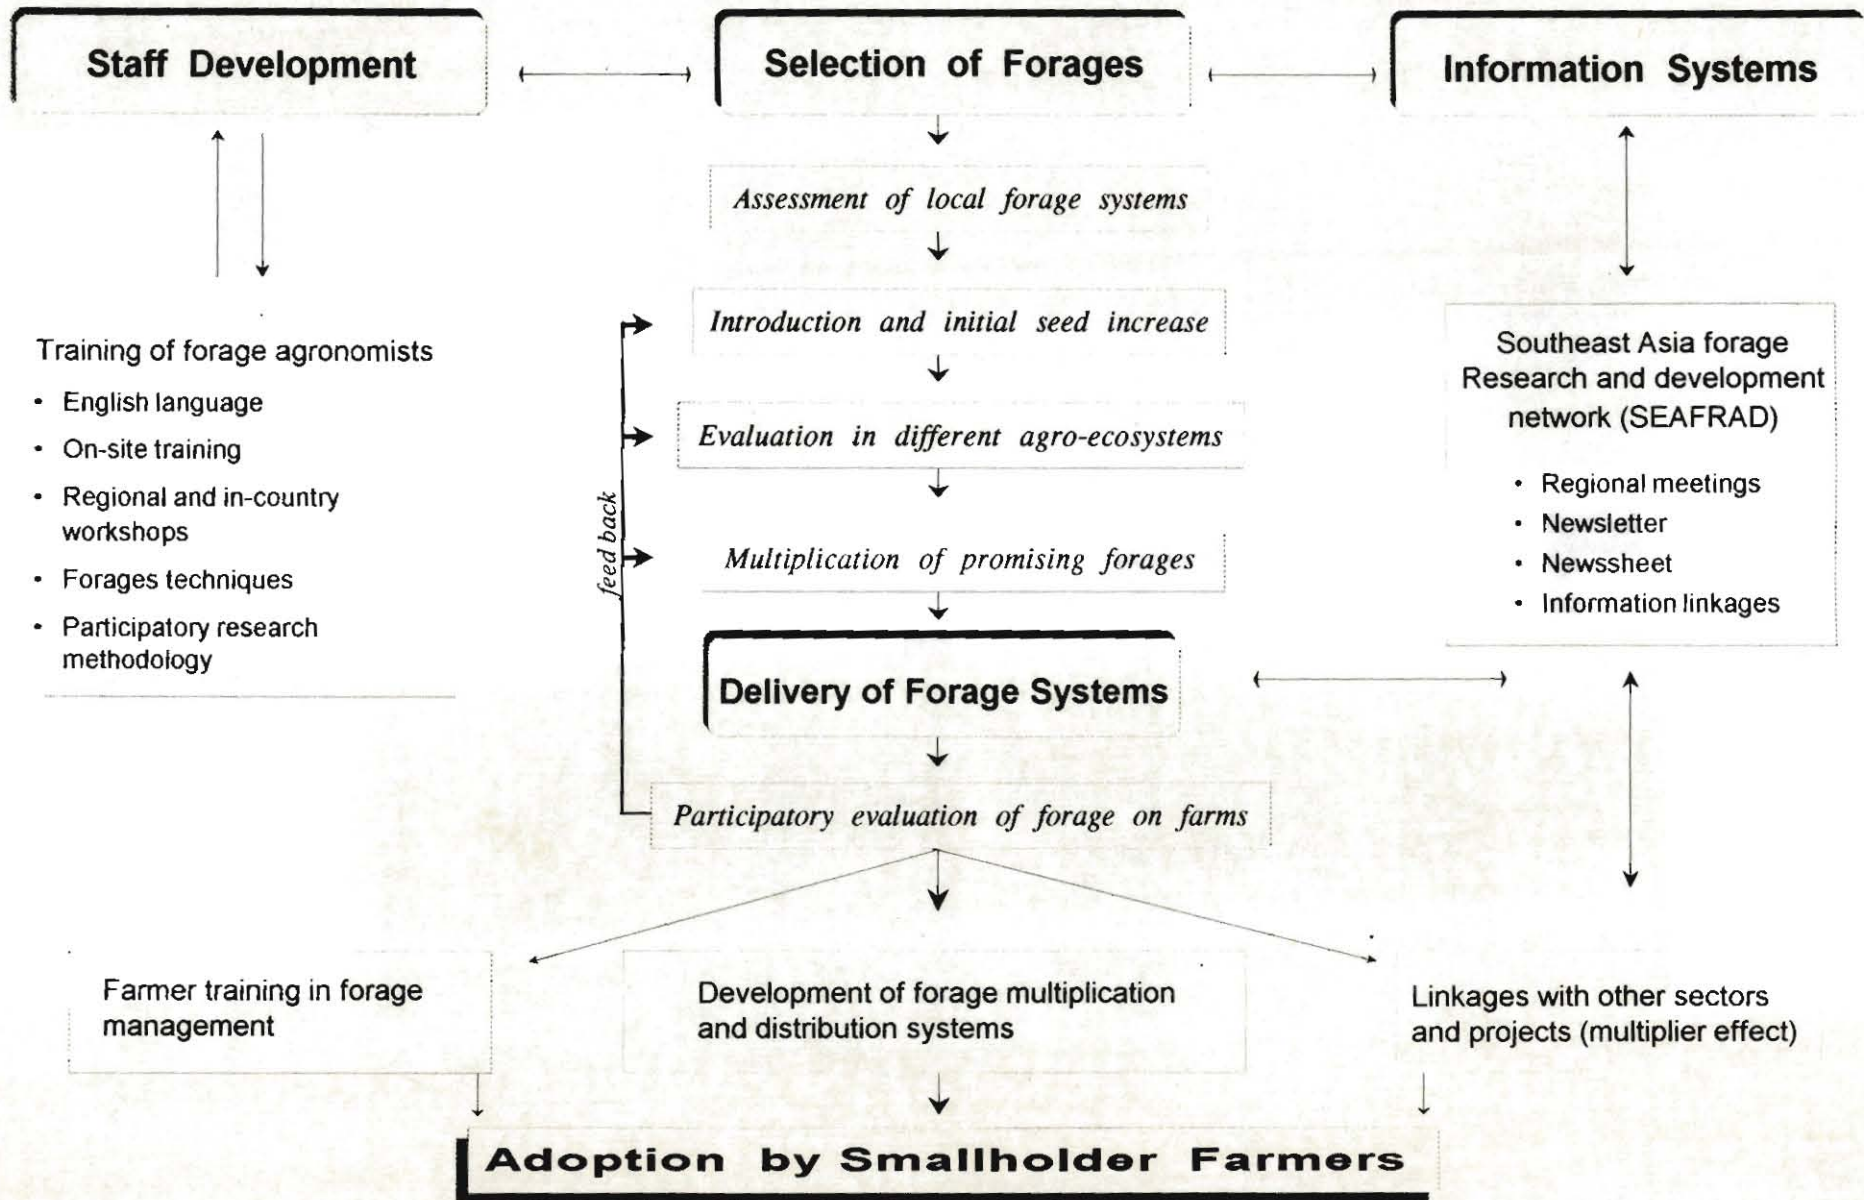 Staff Development
Selection of Forages
Information Systems
Assessment of local forage systems
Introduction and initial seed increase
Evaluation in different agro-ecosystems
Multiplication of promising forages
feed back
Training of forage agronomists
• English language
• On-site training
• Regional and in-country
workshops
• Forages techniques
• Participatory research
methodology
Southeast Asia forage
Research and development
network (SEAFRAD)
• Regional meetings
• Newsletter
• Newssheet
• Information linkages
Delivery of Forage Systems
Participatory evaluation of forage on farms
Farmer training in forage
management
Development of forage multiplication
and distribution systems
Linkages with other sectors
and projects (multiplier effect)
Adoption by Smallholder Farmers